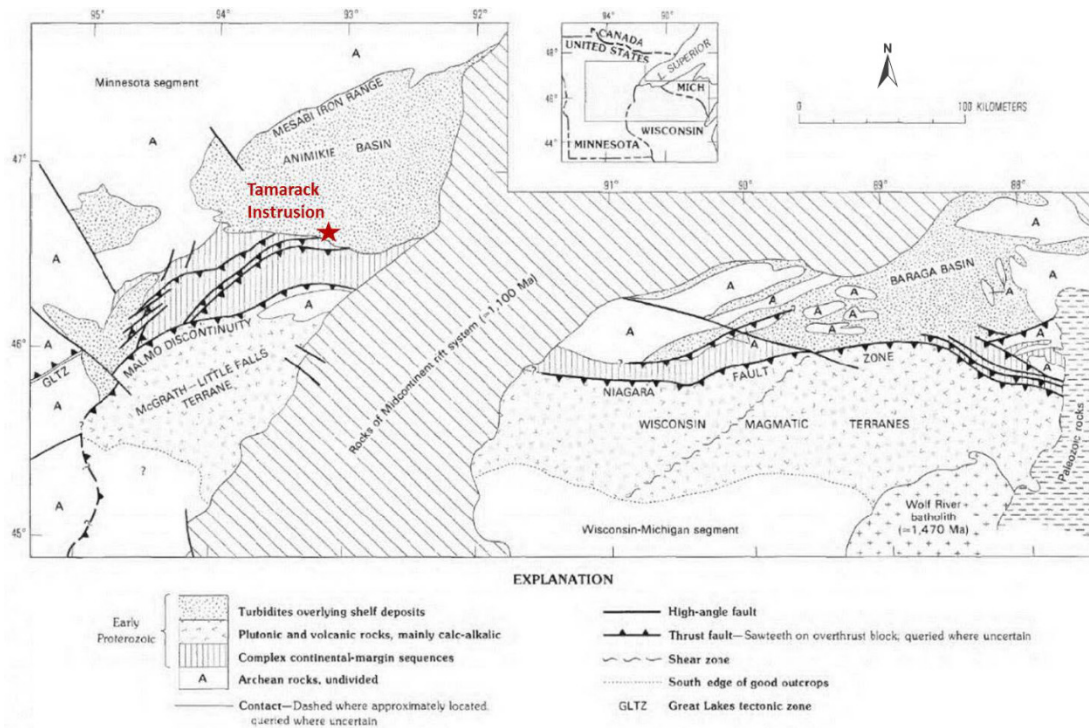 95°
94°
93°
92°
A
Minnesota segment
MESABI IRON RANGE
ANIMIKIE BASIN
47°
A
A
Tamarack
Instrusion
A
A
46°
GLTZ
A
A
MALMO DISCONTINUITY
McGRATH—LITTLE FALLS
TERRANE
?
?
?
45°
Rocks of Midcontinent rift system (≈1,100 Ma)
94°
90°
CANADA
UNITED STATES
48°
L. SUPERIOR
MICH
46°
WISCONSIN
44°
MINNESOTA
N
0
100 KILOMETERS
91°
90°
89°
88°
A
A
BARAGA BASIN
A
A
A
A
A
A
A
A
A
?
A
NIAGARA
FAULT
ZONE
WISCONSIN
MAGMATIC
TERRANES
Paleozoic rocks
Wolf River
batholith
(≈1,470 Ma)
Wisconsin-Michigan segment
EXPLANATION
Early
Proterozoic
Turbidites overlying shelf deposits
Plutonic and volcanic rocks, mainly calc-alkalic
Complex continental-margin sequences
A
Archean rocks, undivided
Contact—Dashed where approximately located,
queried where uncertain
High-angle fault
Thrust fault—Sawteeth on overthrust block; queried where uncertain
Shear zone
South edge of good outcrops
GLTZ
Great Lakes tectonic zone